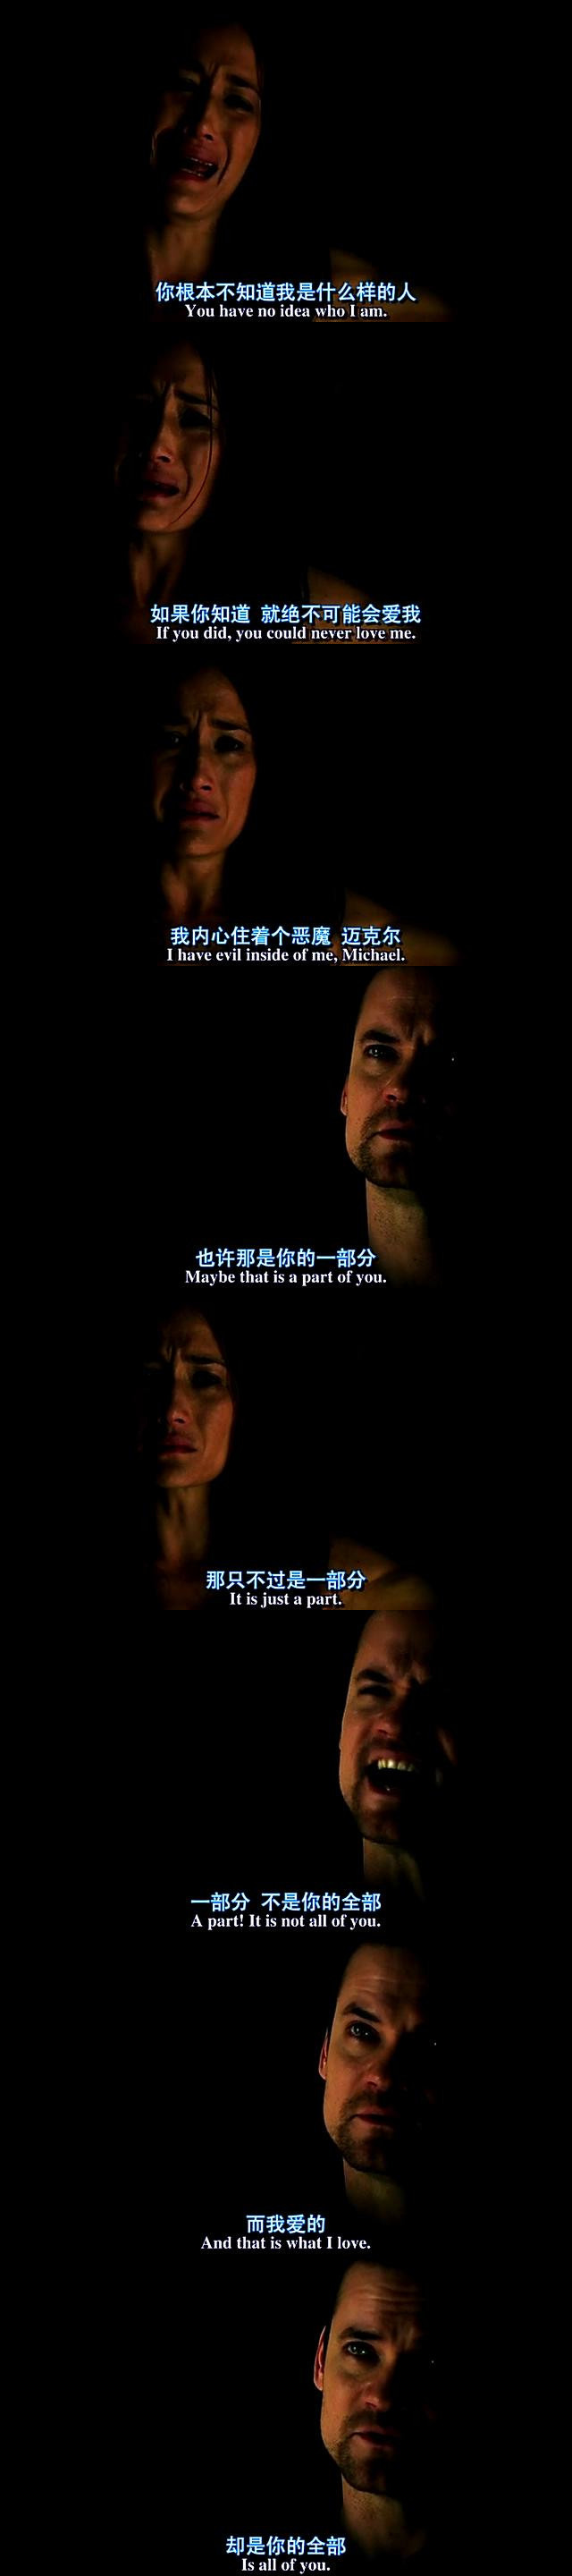 你根本不知道我是什么样的人
You have no idea who I am.
如果你知道 就绝不可能会爱我
If you did, you could never love me.
我内心住着个恶魔 迈克尔
I have evil inside of me, Michael.
也许那是你的一部分
Maybe that is a part of you.
那只不过是一部分
It is just a part.
一部分 不是你的全部
A part! It is not all of you.
而我爱的
And that is what I love.
却是你的全部
Is all of you.